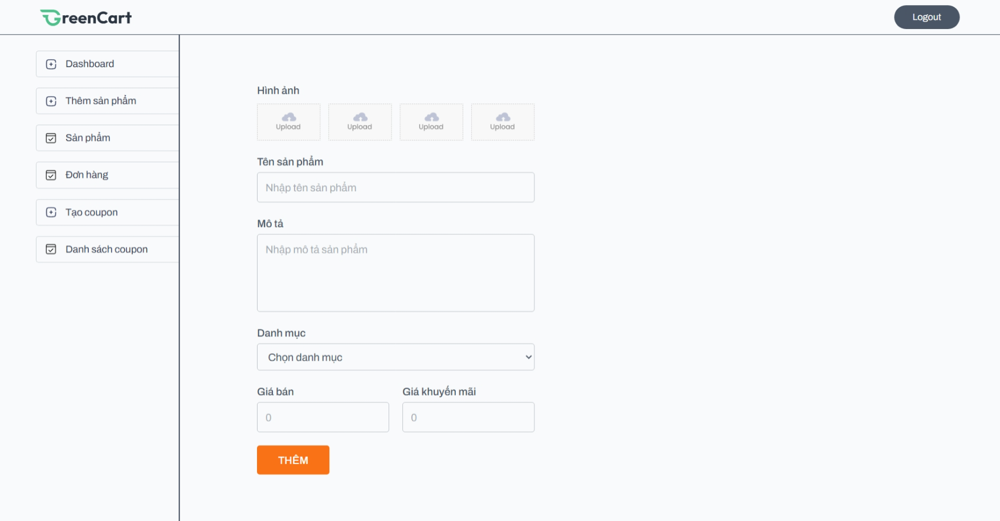 GreenCart
Logout
Dashboard
Thêm sản phẩm
Sản phẩm
Đơn hàng
Tạo coupon
Danh sách coupon
Hình ảnh
Upload Upload Upload Upload
Tên sản phẩm
Nhập tên sản phẩm
Mô tả
Nhập mô tả sản phẩm
Danh mục
Chọn danh mục
Giá bán Giá khuyến mãi
0 0
THÊM